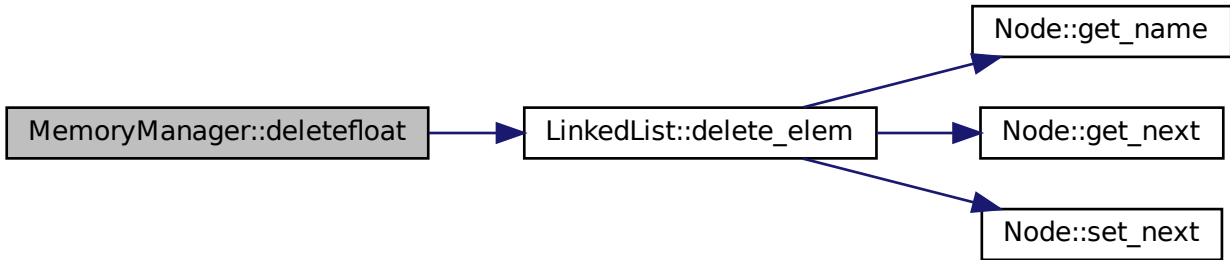 Node::get_name
MemoryManager::deletefloat
LinkedList::delete_elem
Node::get_next
Node::set_next